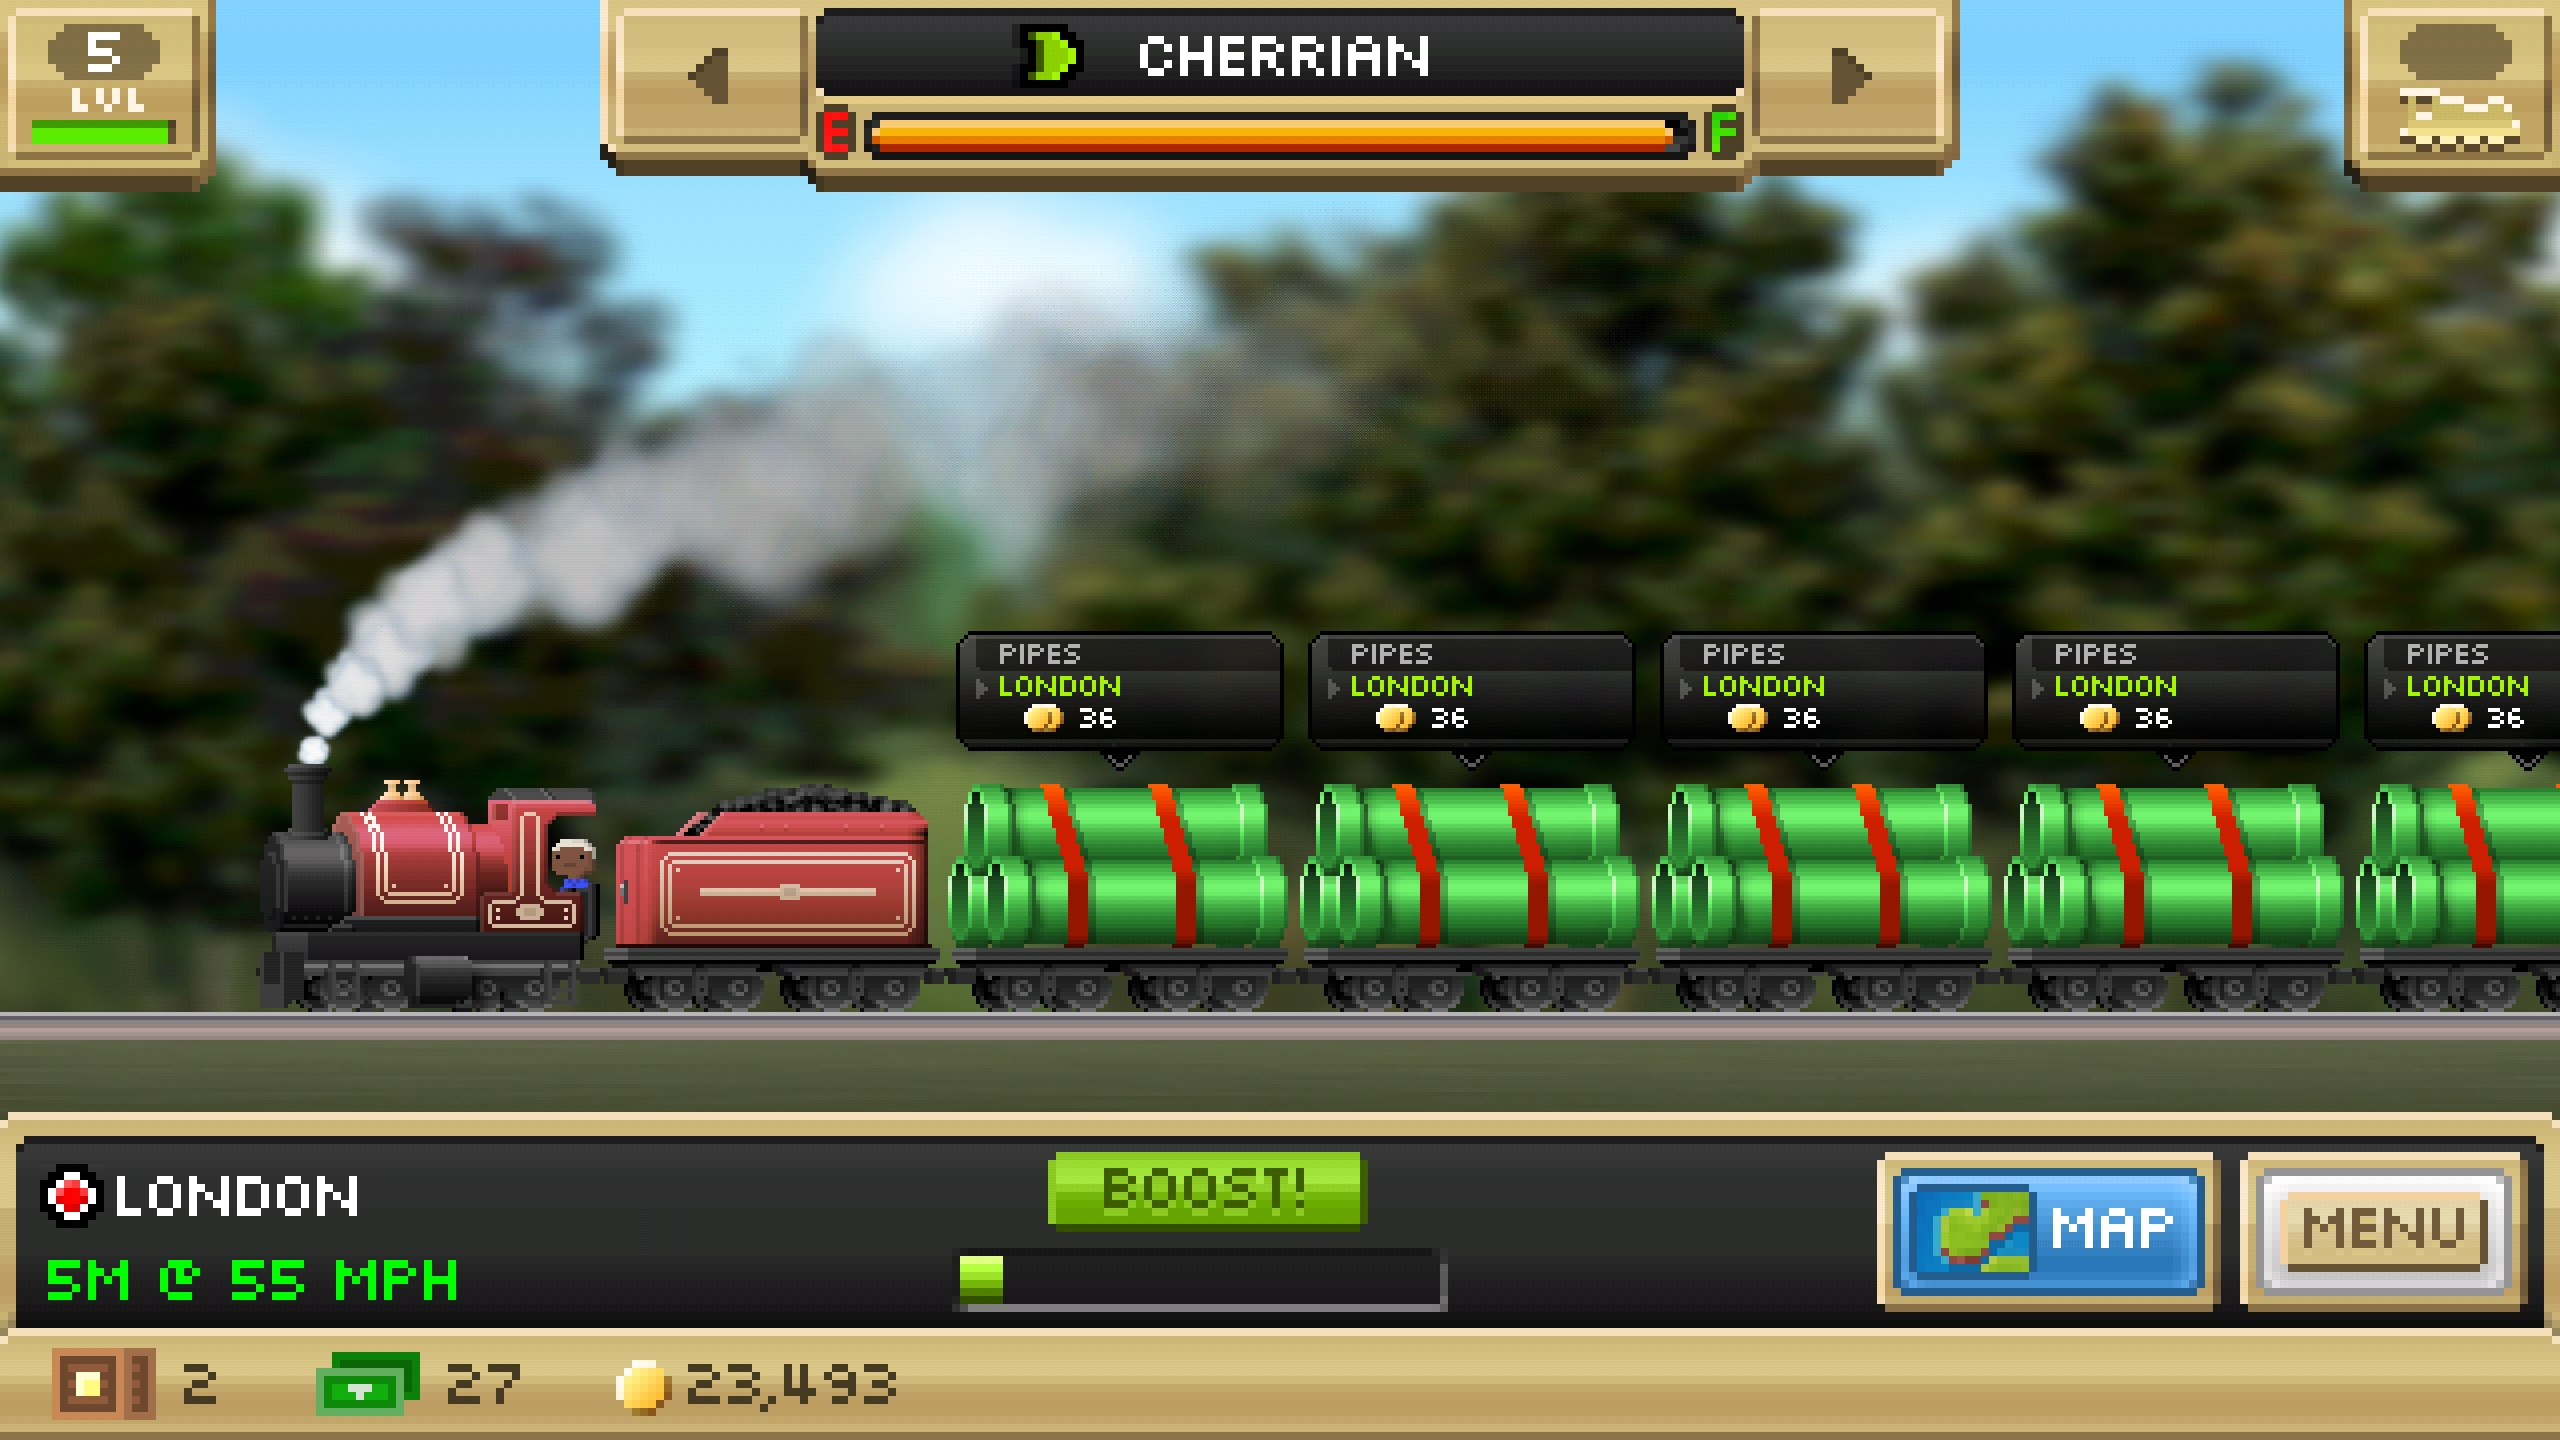 5
LVL
CHERRIAN
E F
PIPES
LONDON
36
PIPES
LONDON
36
PIPES
LONDON
36
PIPES
LONDON
36
PIPES
LONDON
36
LONDON
5M @ 55 MPH
BOOST!
MAP
MENU
2 27 23,493